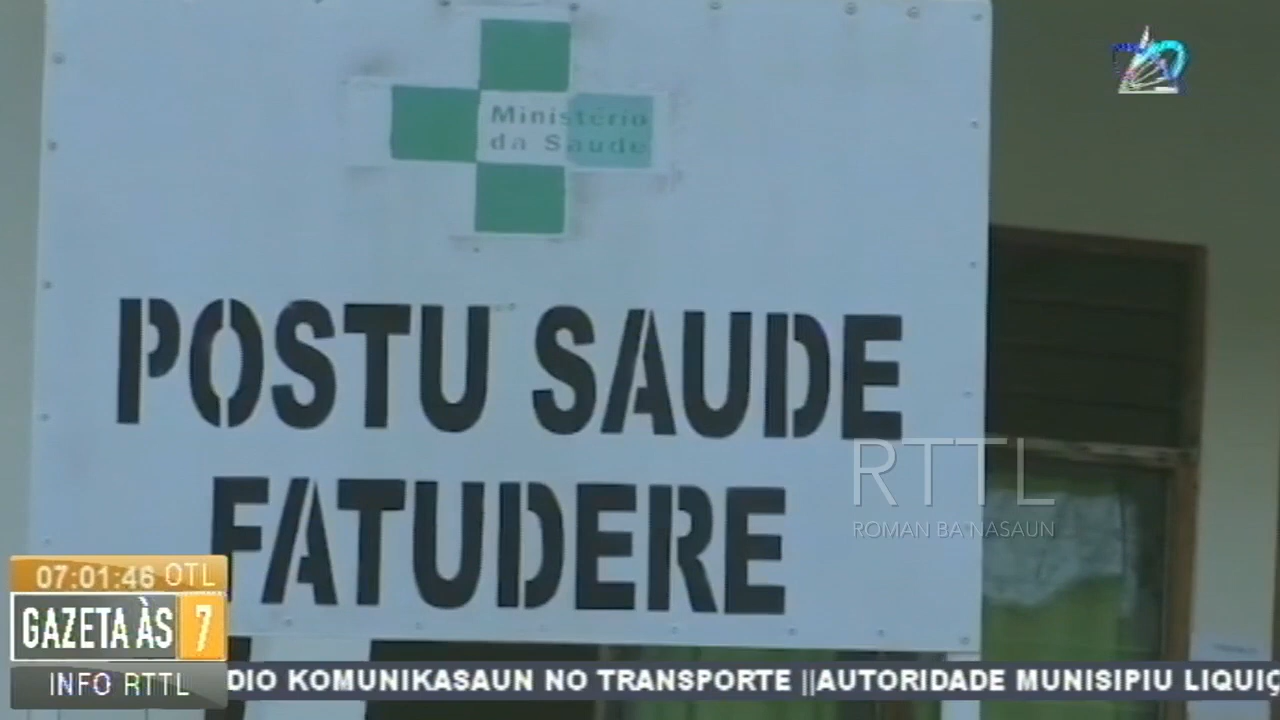 Ministério
da Saude
POSTU SAUDE
FATUDERE
RTTL
ROMAN BA NASAUN
07:01:46 OTL
GAZETA ÀS 7
INFO RTTL
DIO KOMUNIKASAUN NO TRANSPORTE ||AUTORIDADE MUNISIPIU LIQUIÇ